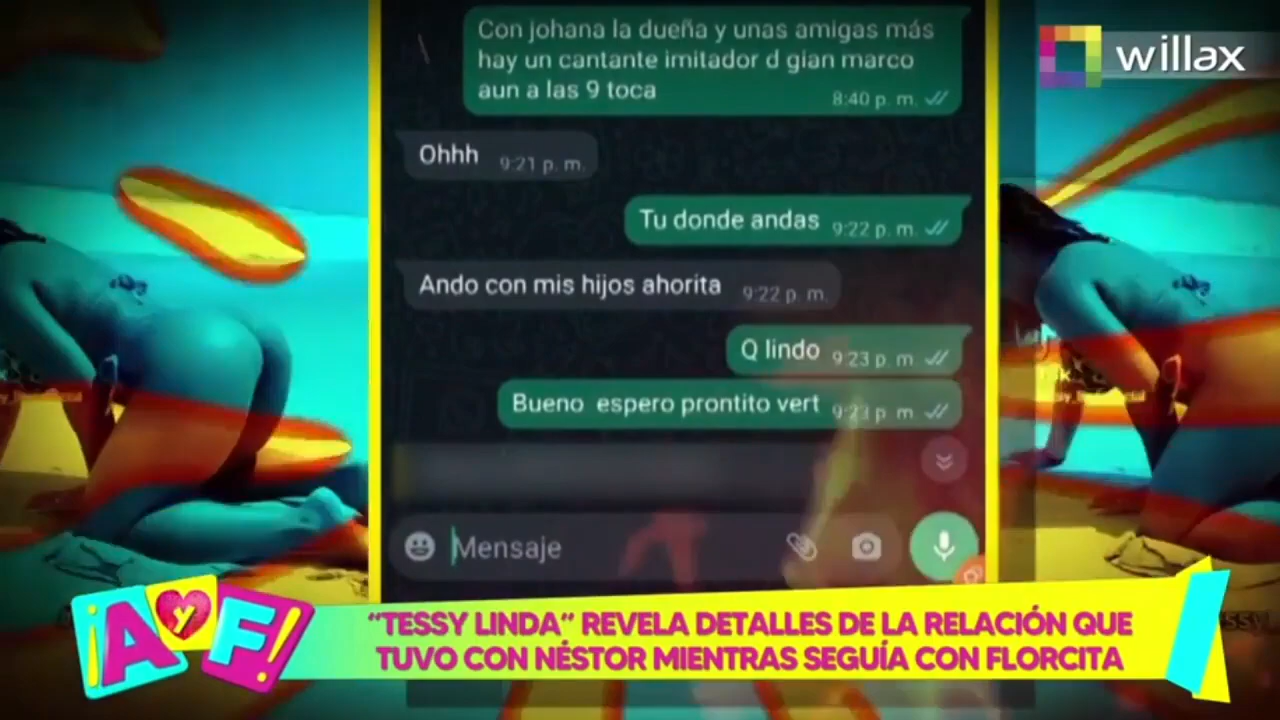 Con johana la dueña y unas amigas más
hay un cantante imitador d gian marco
aun a las 9 toca
8:40 p. m.
willax
Ohhh 9:21 p. m.
Tu donde andas 9:22 p. m.
Ando con mis hijos ahorita 9:22 p. m.
Q lindo 9:23 p. m
Bueno espero prontito vert 9:23 p. m
Mensaje
¡AyF!
“TESSY LINDA” REVELA DETALLES DE LA RELACIÓN QUE
TUVO CON NÉSTOR MIENTRAS SEGUÍA CON FLORCITA